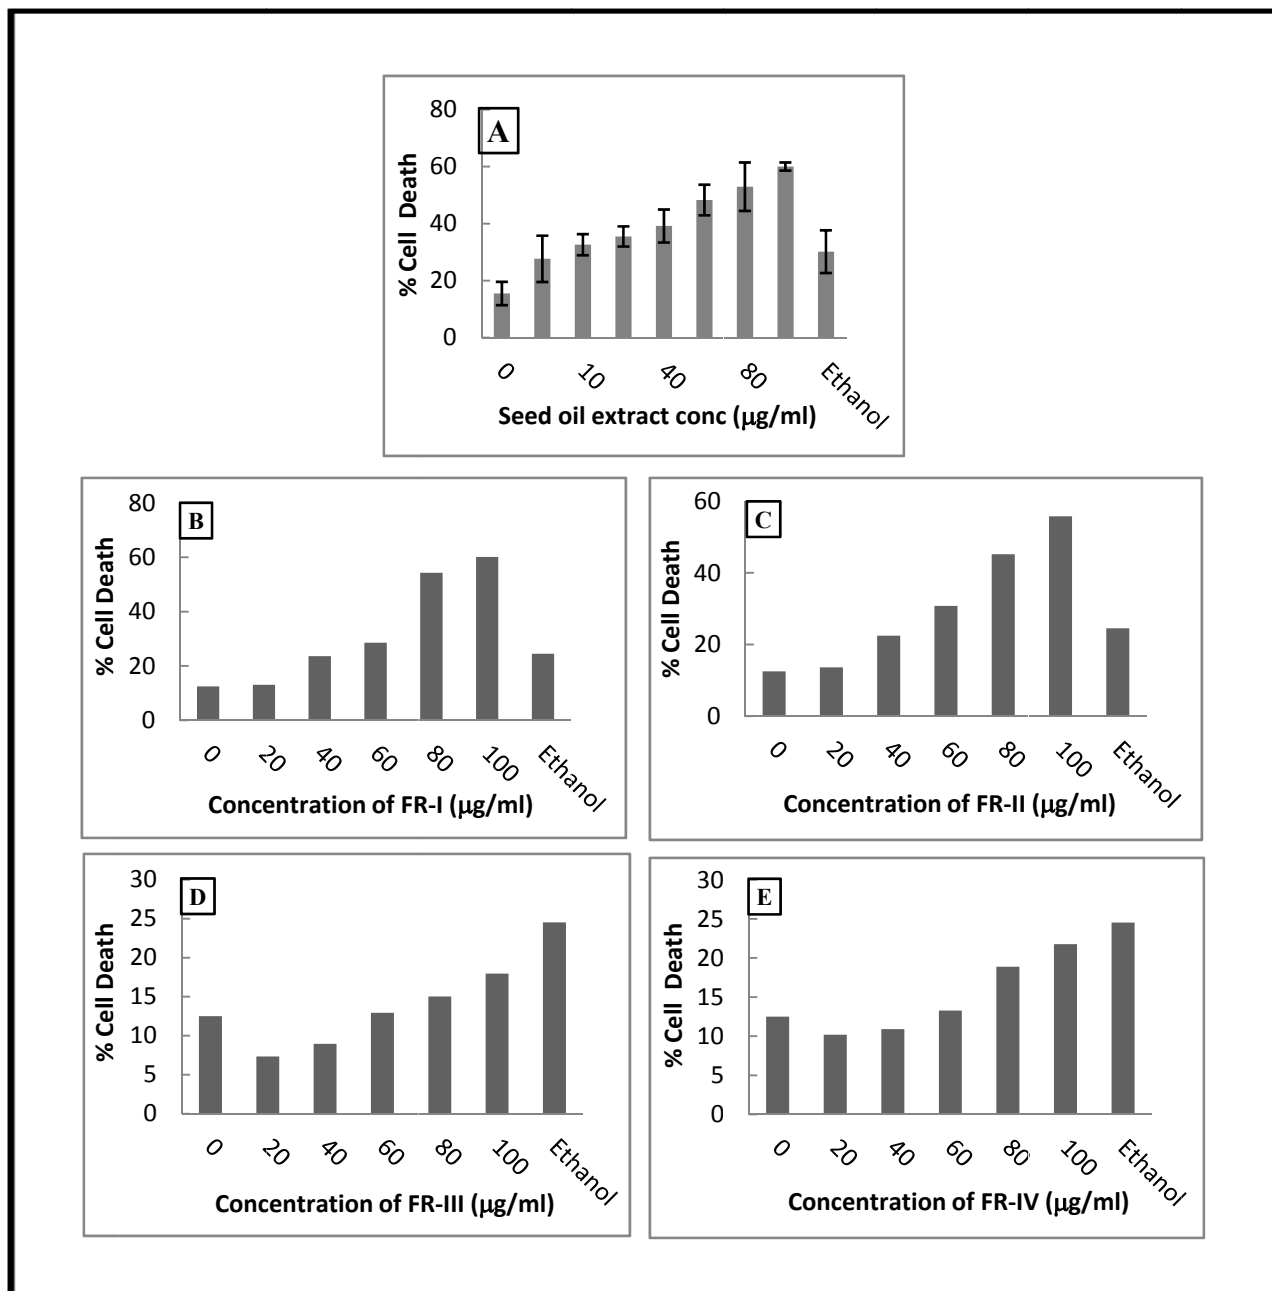 A
80
60
40
20
0
% Cell Death
0 10 40 80 Ethanol
Seed oil extract conc (µg/ml)
B
80
60
40
20
0
% Cell Death
0 20 40 60 80 100 Ethanol
Concentration of FR-I (µg/ml)
C
60
40
20
0
% Cell Death
0 20 40 60 80 100 Ethanol
Concentration of FR-II (µg/ml)
D
30
25
20
15
10
5
0
% Cell Death
0 20 40 60 80 100 Ethanol
Concentration of FR-III (µg/ml)
E
30
25
20
15
10
5
0
% Cell Death
0 20 40 60 80 100 Ethanol
Concentration of FR-IV (µg/ml)